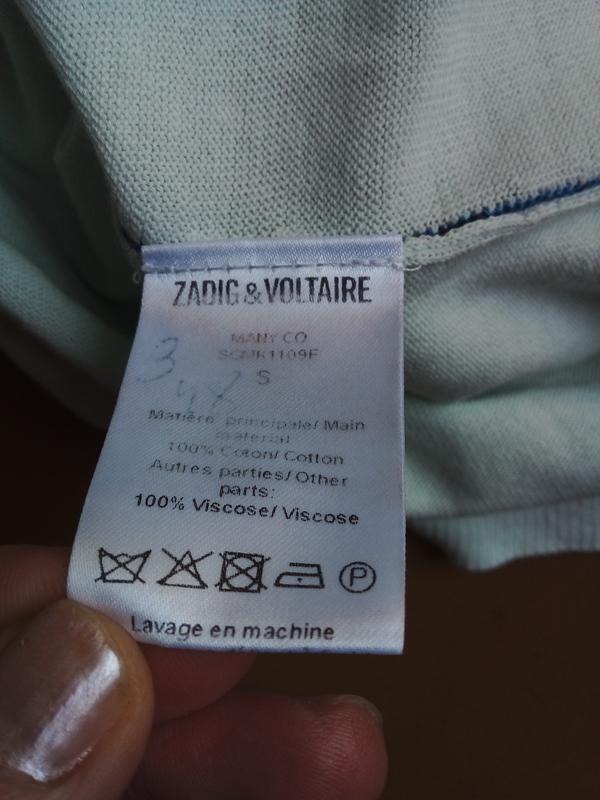 ZADIG & VOLTAIRE
MANY CO
S
Matière principale/ Main
material
100% Coton/ Cotton
Autres parties/ Other
parts:
100% Viscose/ Viscose
P
Lavage en machine